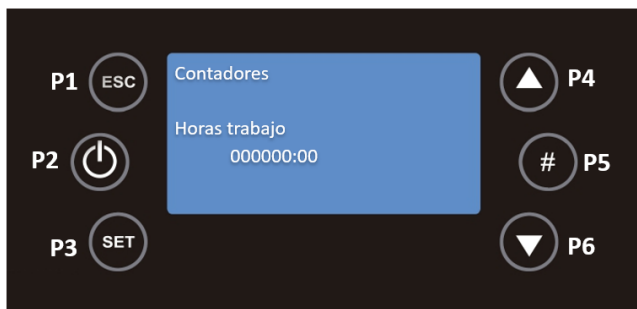 P1 ESC
Contadores
P4
Horas trabajo
000000:00
P2
# P5
P3 SET
P6